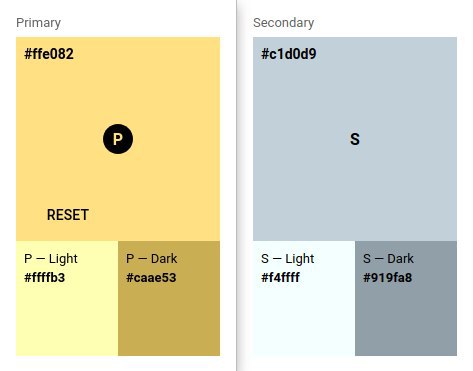 Primary
#ffe082
P
RESET
P — Light
#ffffb3
P — Dark
#caae53
Secondary
#c1d0d9
S
S — Light
#f4ffff
S — Dark
#919fa8